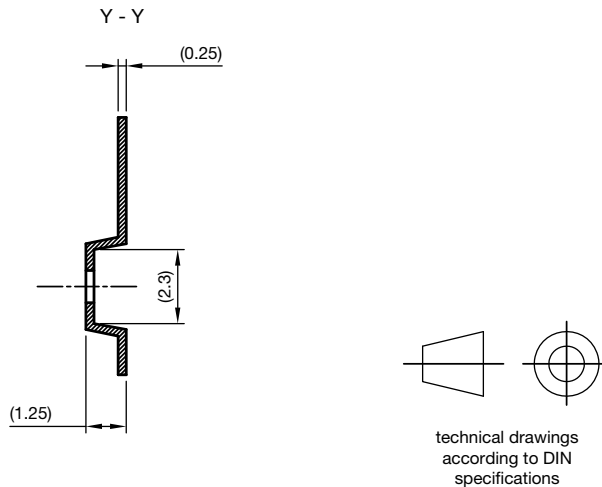 Y - Y
(0.25)
(2.3)
(1.25)
technical drawings
according to DIN
specifications